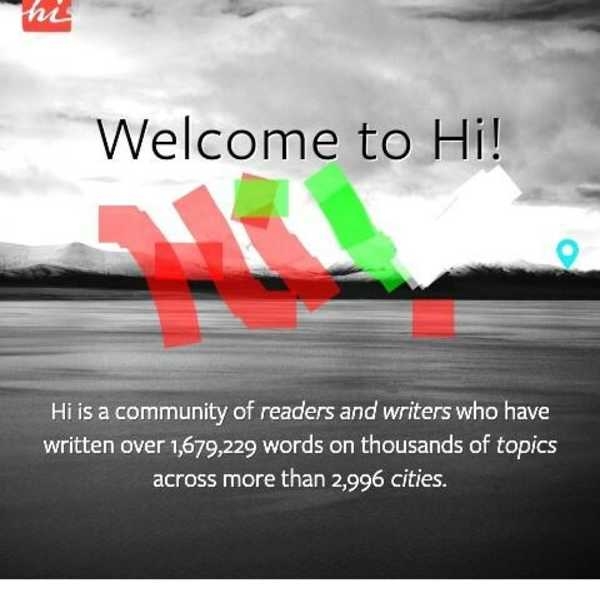 hi
Welcome to Hi!
Hi is a community of readers and writers who have
written over 1,679,229 words on thousands of topics
across more than 2,996 cities.